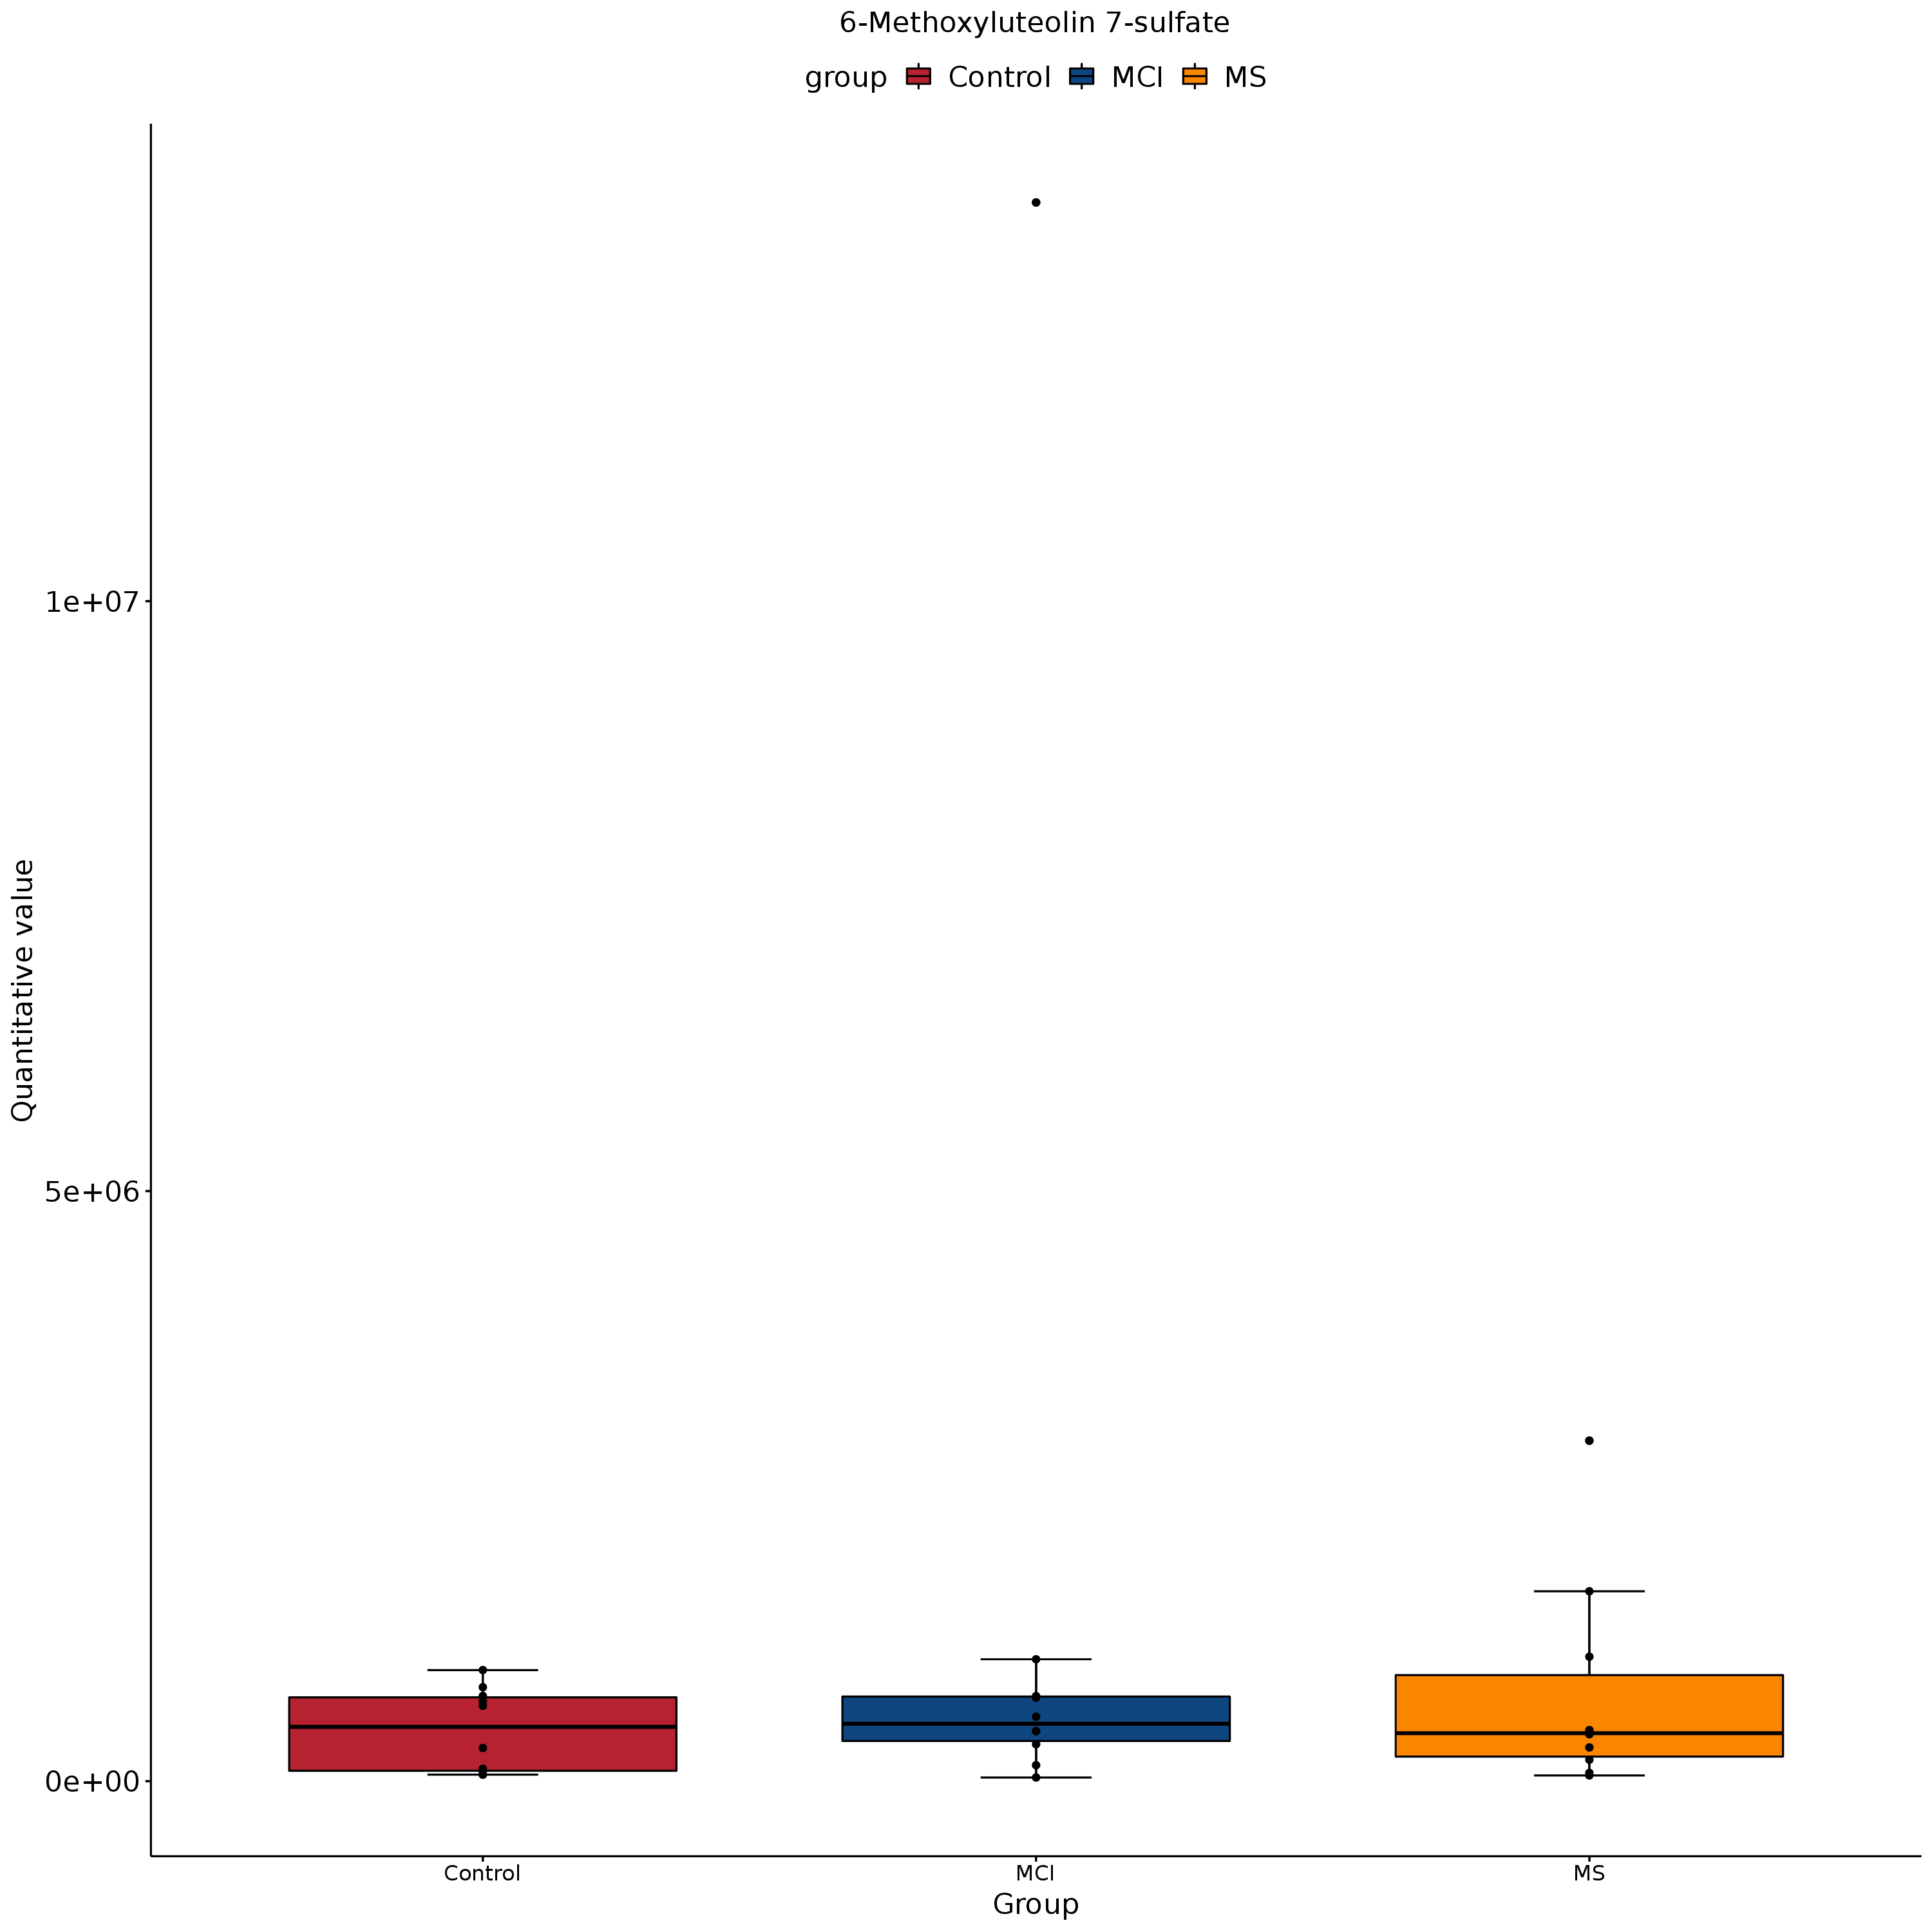 6-Methoxyluteolin 7-sulfate
group Control MCI MS
Quantitative value
1e+07
5e+06
0e+00
Control MCI MS
Group